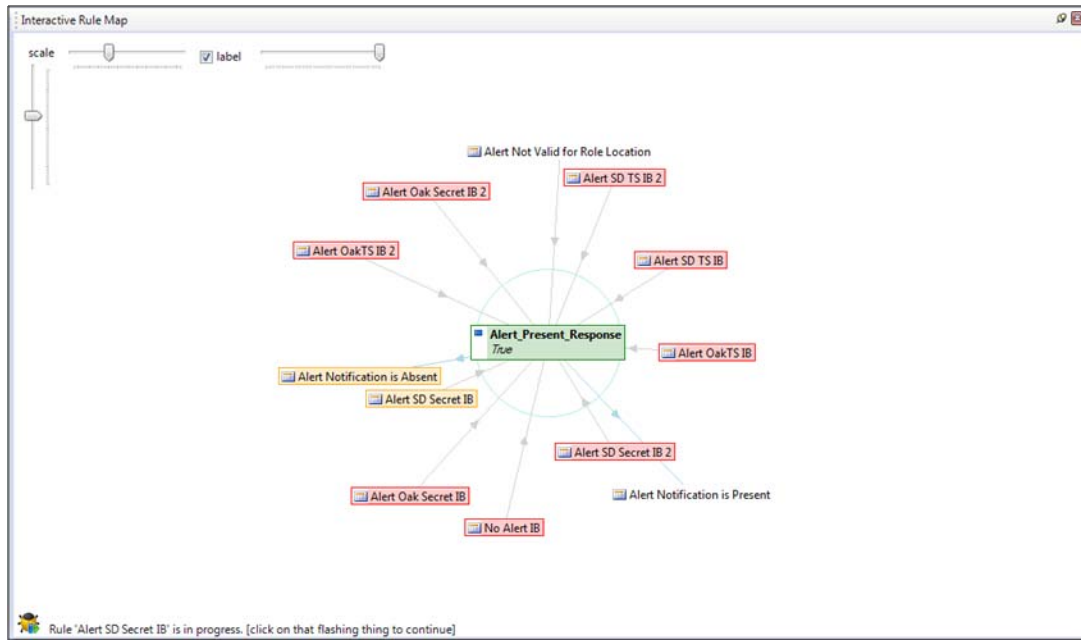 Interactive Rule Map
scale
label
Alert Not Valid for Role Location
Alert SD TS IB 2
Alert Oak Secret IB 2
Alert OakTS IB 2
Alert SD TS IB
Alert_Present_Response
True
Alert OakTS IB
Alert Notification is Absent
Alert SD Secret IB
Alert SD Secret IB 2
Alert Oak Secret IB
Alert Notification is Present
No Alert IB
Rule 'Alert SD Secret IB' is in progress. [click on that flashing thing to continue]